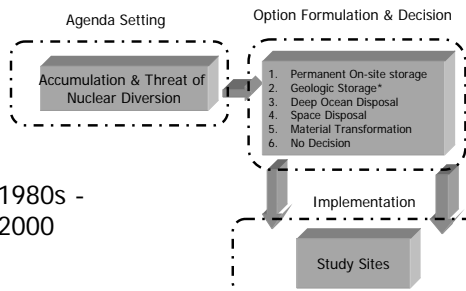 Agenda Setting
Option Formulation & Decision
Accumulation & Threat of
Nuclear Diversion
1. Permanent On-site storage
2. Geologic Storage*
3. Deep Ocean Disposal
4. Space Disposal
5. Material Transformation
6. No Decision
1980s -
2000
Implementation
Study Sites